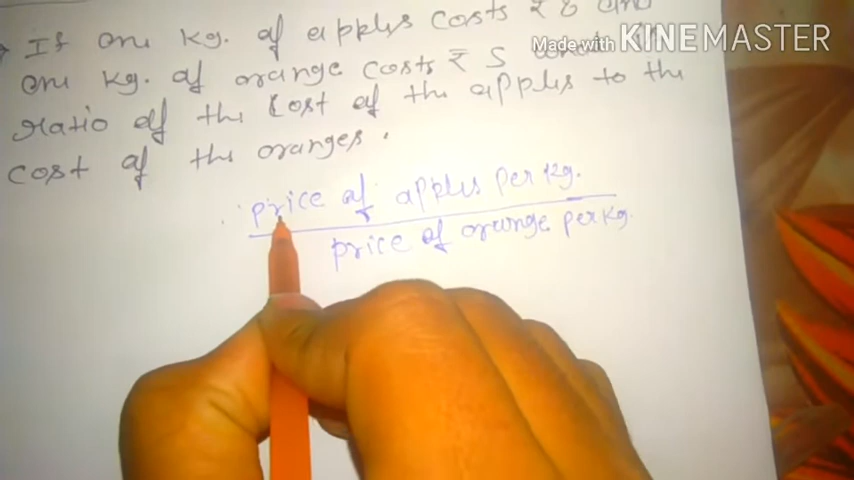 If one kg. of apples costs ₹ 8 and
one kg. of orange costs ₹ 5 what
ratio of the cost of the apples to the
cost of the oranges.
price of apples per kg.
price of orange per kg.
Made with KINEMASTER